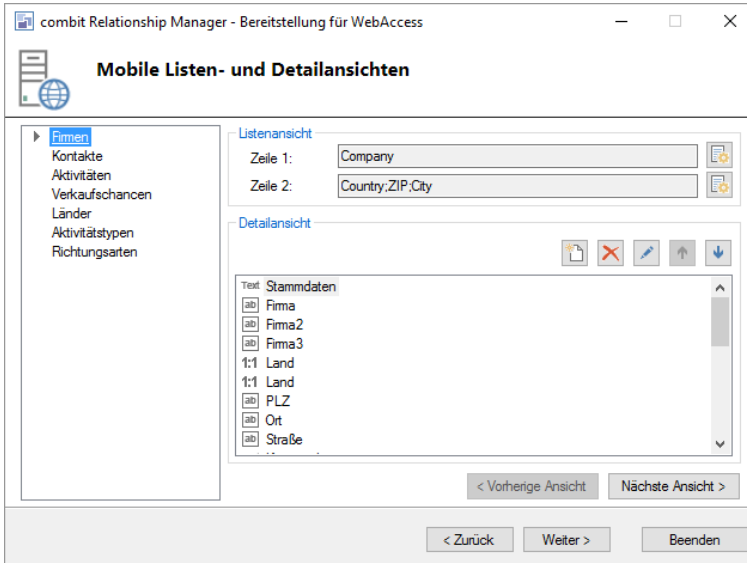 combit Relationship Manager - Bereitstellung für WebAccess
Mobile Listen- und Detailansichten
Firmen
Kontakte
Aktivitäten
Verkaufschancen
Länder
Aktivitätstypen
Richtungsarten
Listenansicht
Zeile 1: Company
Zeile 2: Country;ZIP;City
Detailansicht
Text Stammdaten
ab Firma
ab Firma2
ab Firma3
1:1 Land
1:1 Land
ab PLZ
ab Ort
ab Straße
< Vorherige Ansicht Nächste Ansicht >
< Zurück Weiter > Beenden